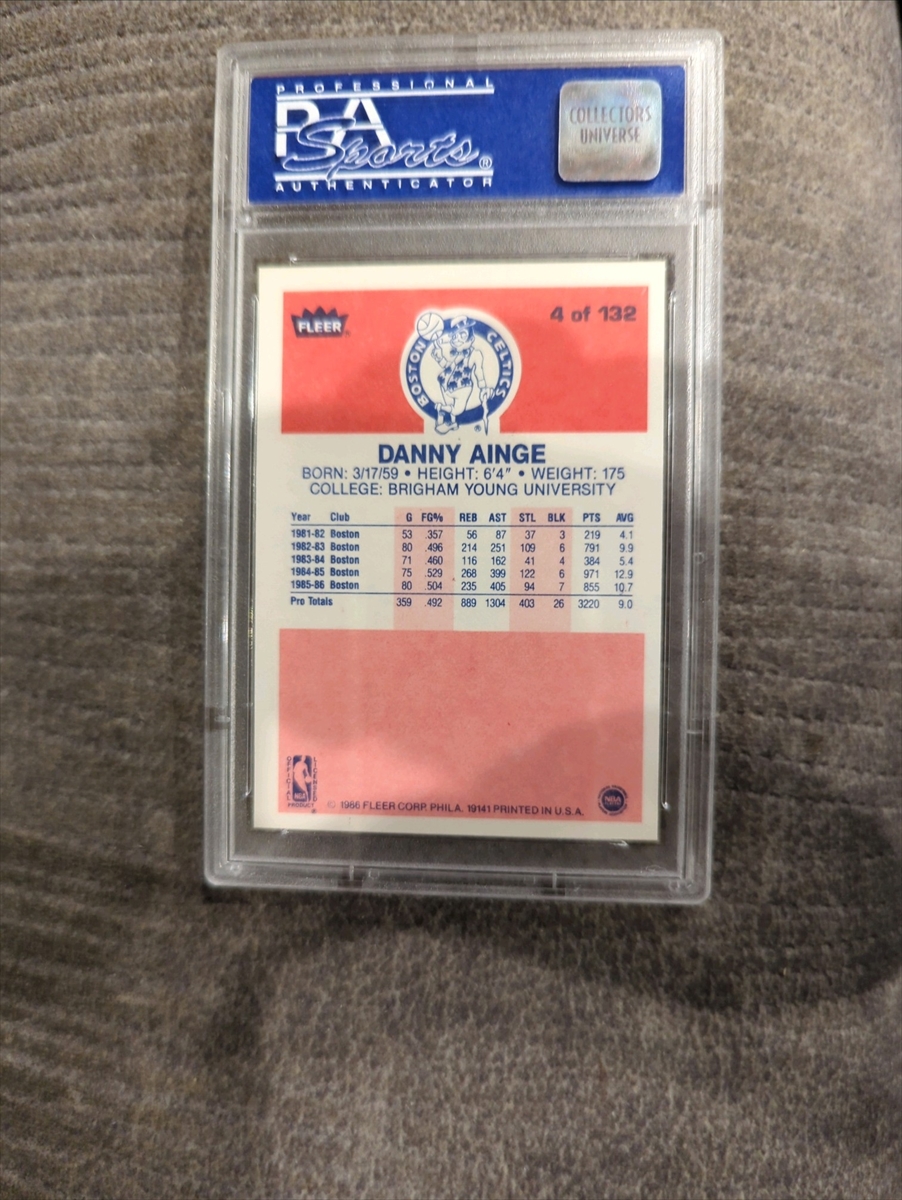 PROFESSIONAL
PSA
Sports®
AUTHENTICATOR
COLLECTORS
UNIVERSE
FLEER®
4 of 132
BOSTON CELTICS
®
DANNY AINGE
BORN: 3/17/59 • HEIGHT: 6'4" • WEIGHT: 175
COLLEGE: BRIGHAM YOUNG UNIVERSITY
Year Club G FG% REB AST STL BLK PTS AVG
1981-82 Boston 53 .357 56 87 37 3 219 4.1
1982-83 Boston 80 .496 214 251 109 6 791 9.9
1983-84 Boston 71 .460 116 162 41 4 384 5.4
1984-85 Boston 75 .529 268 399 122 6 971 12.9
1985-86 Boston 80 .504 235 405 94 7 855 10.7
Pro Totals 359 .492 889 1304 403 26 3220 9.0
OFFICIAL LICENSED
NBA
PRODUCT
®
© 1986 FLEER CORP. PHILA. 19141 PRINTED IN U.S.A.
NBA